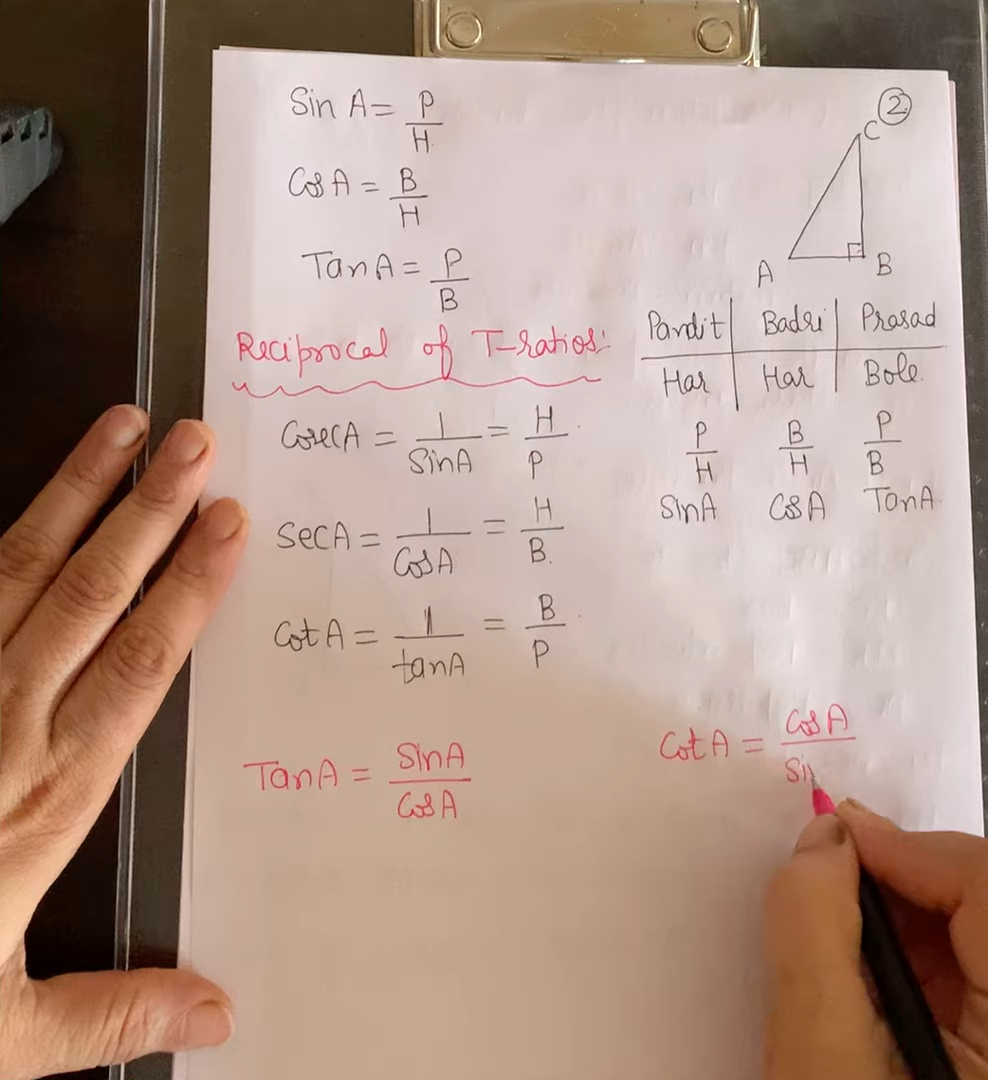 Sin A = P/H
Cos A = B/H
Tan A = P/B
②
C
A
B
Reciprocal of T-ratios:
Cosec A = 1/Sin A = H/P
Sec A = 1/Cos A = H/B.
Cot A = 1/tan A = B/P
Pandit | Badri | Prasad
Har | Har | Bole
P/H B/H P/B
Sin A Cos A Tan A
Tan A = Sin A/Cos A
Cot A = Cos A/Si